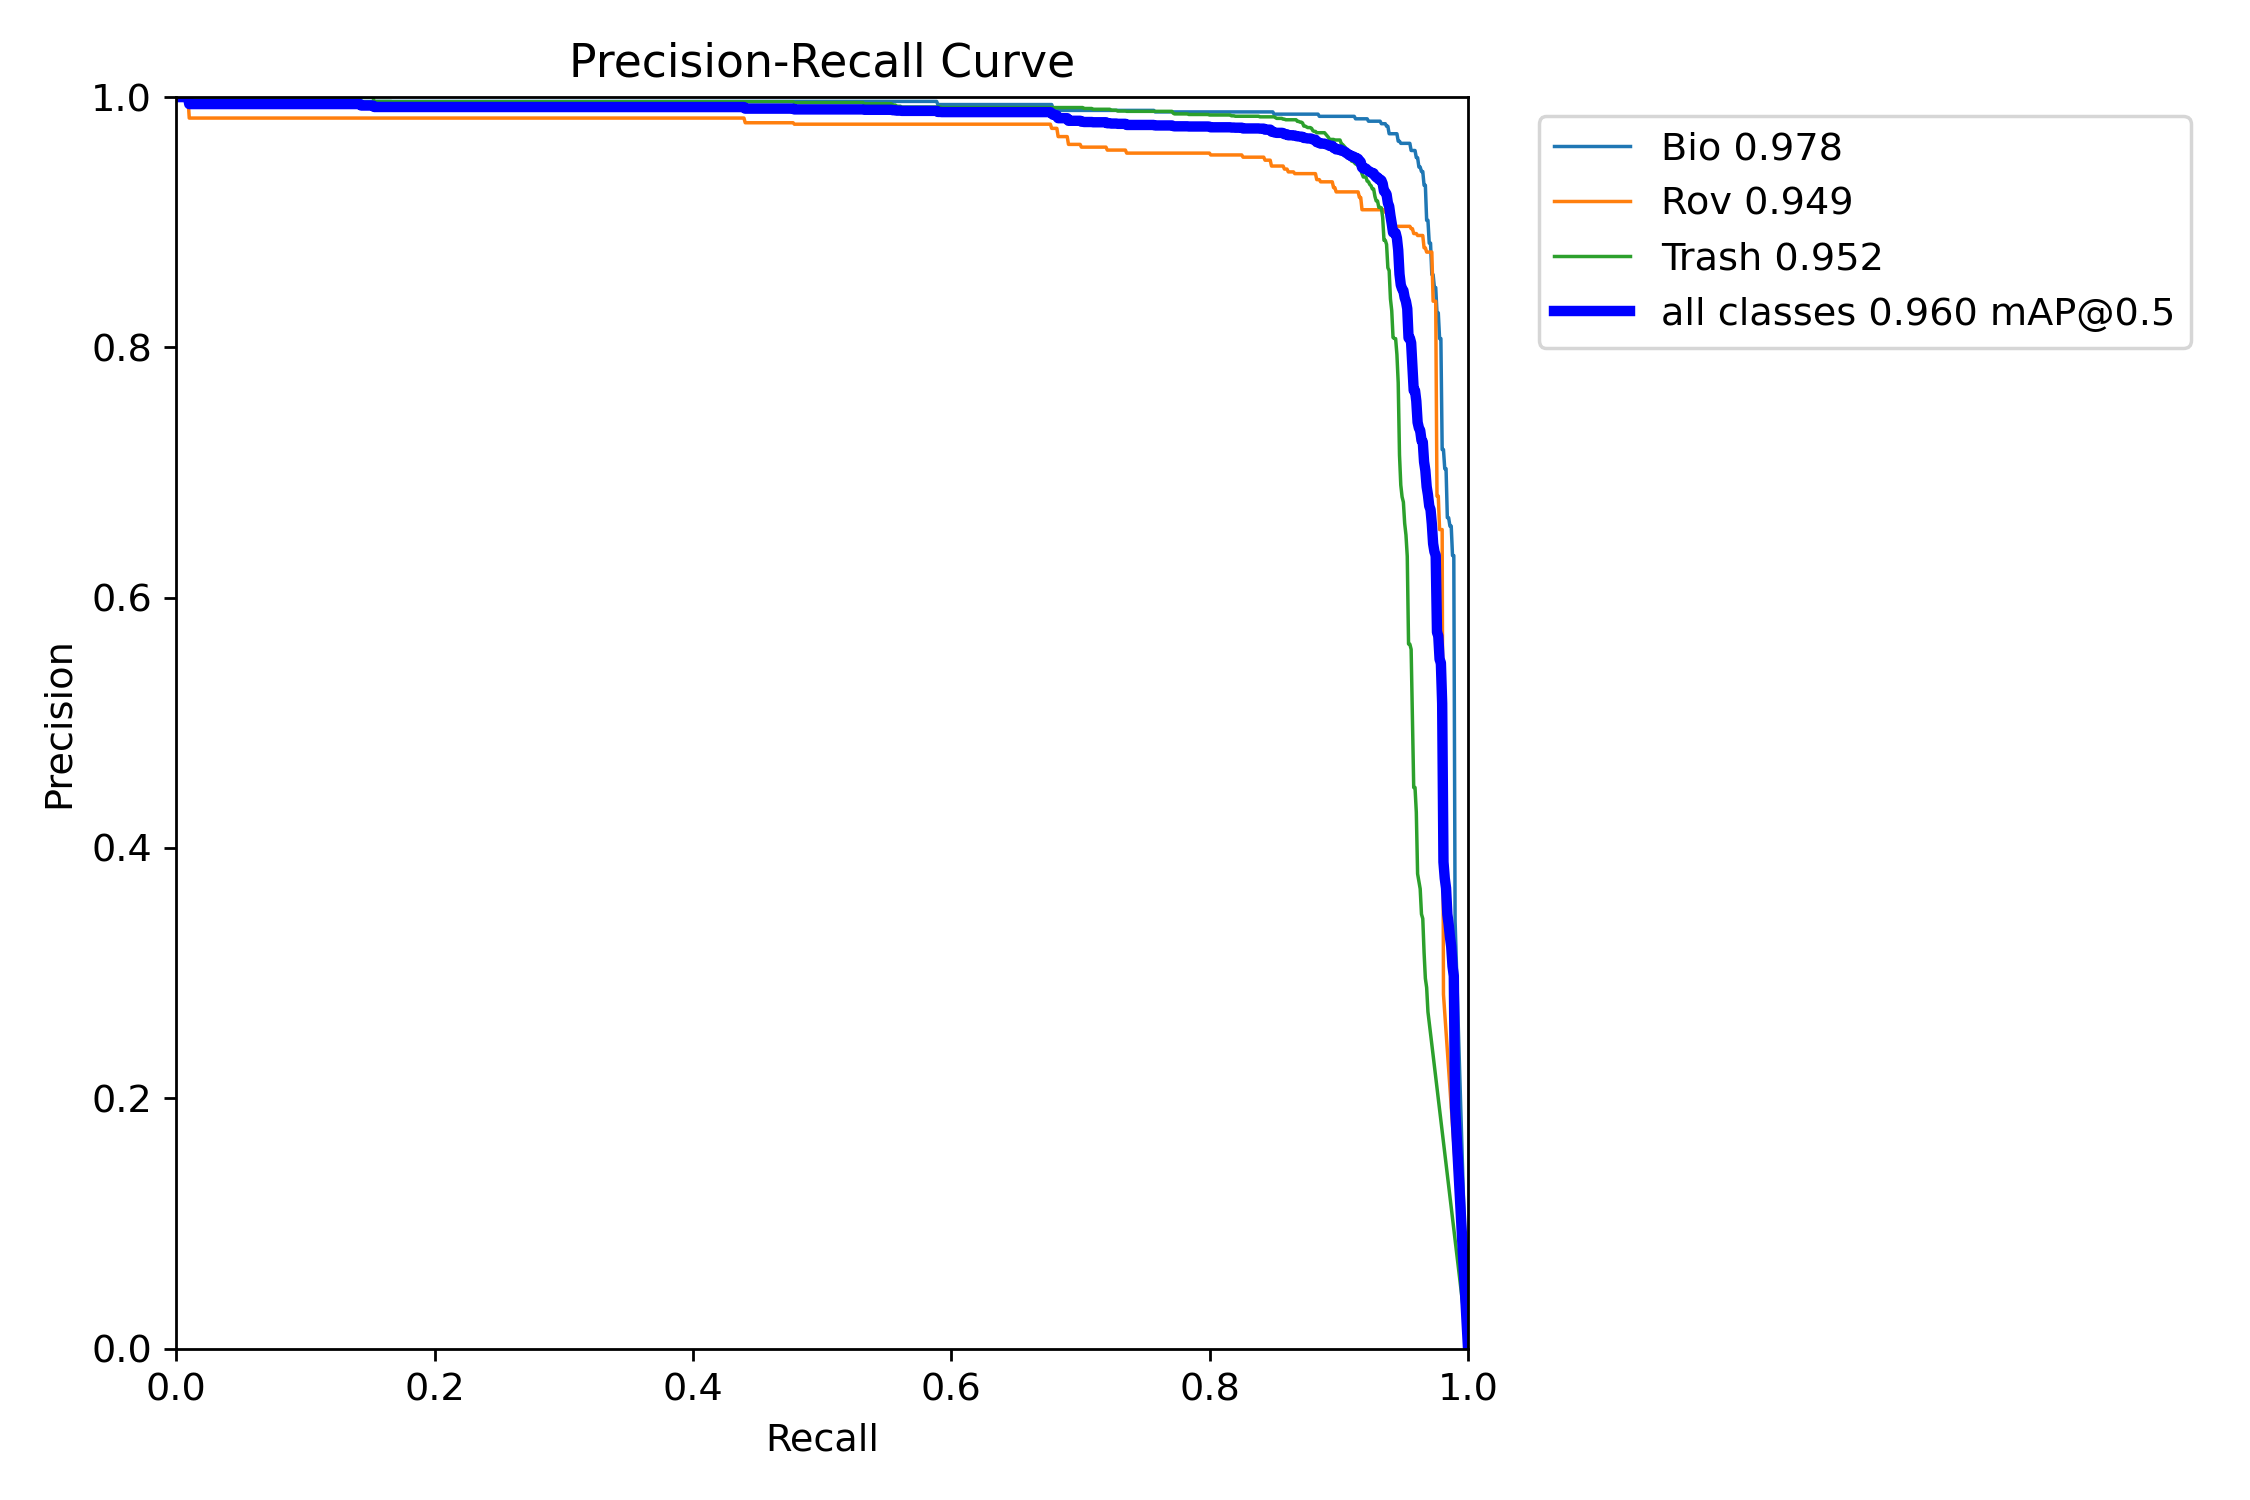 Precision-Recall Curve
1.0
0.8
0.6
0.4
0.2
0.0
Precision
0.0 0.2 0.4 0.6 0.8 1.0
Recall
Bio 0.978
Rov 0.949
Trash 0.952
all classes 0.960 mAP@0.5